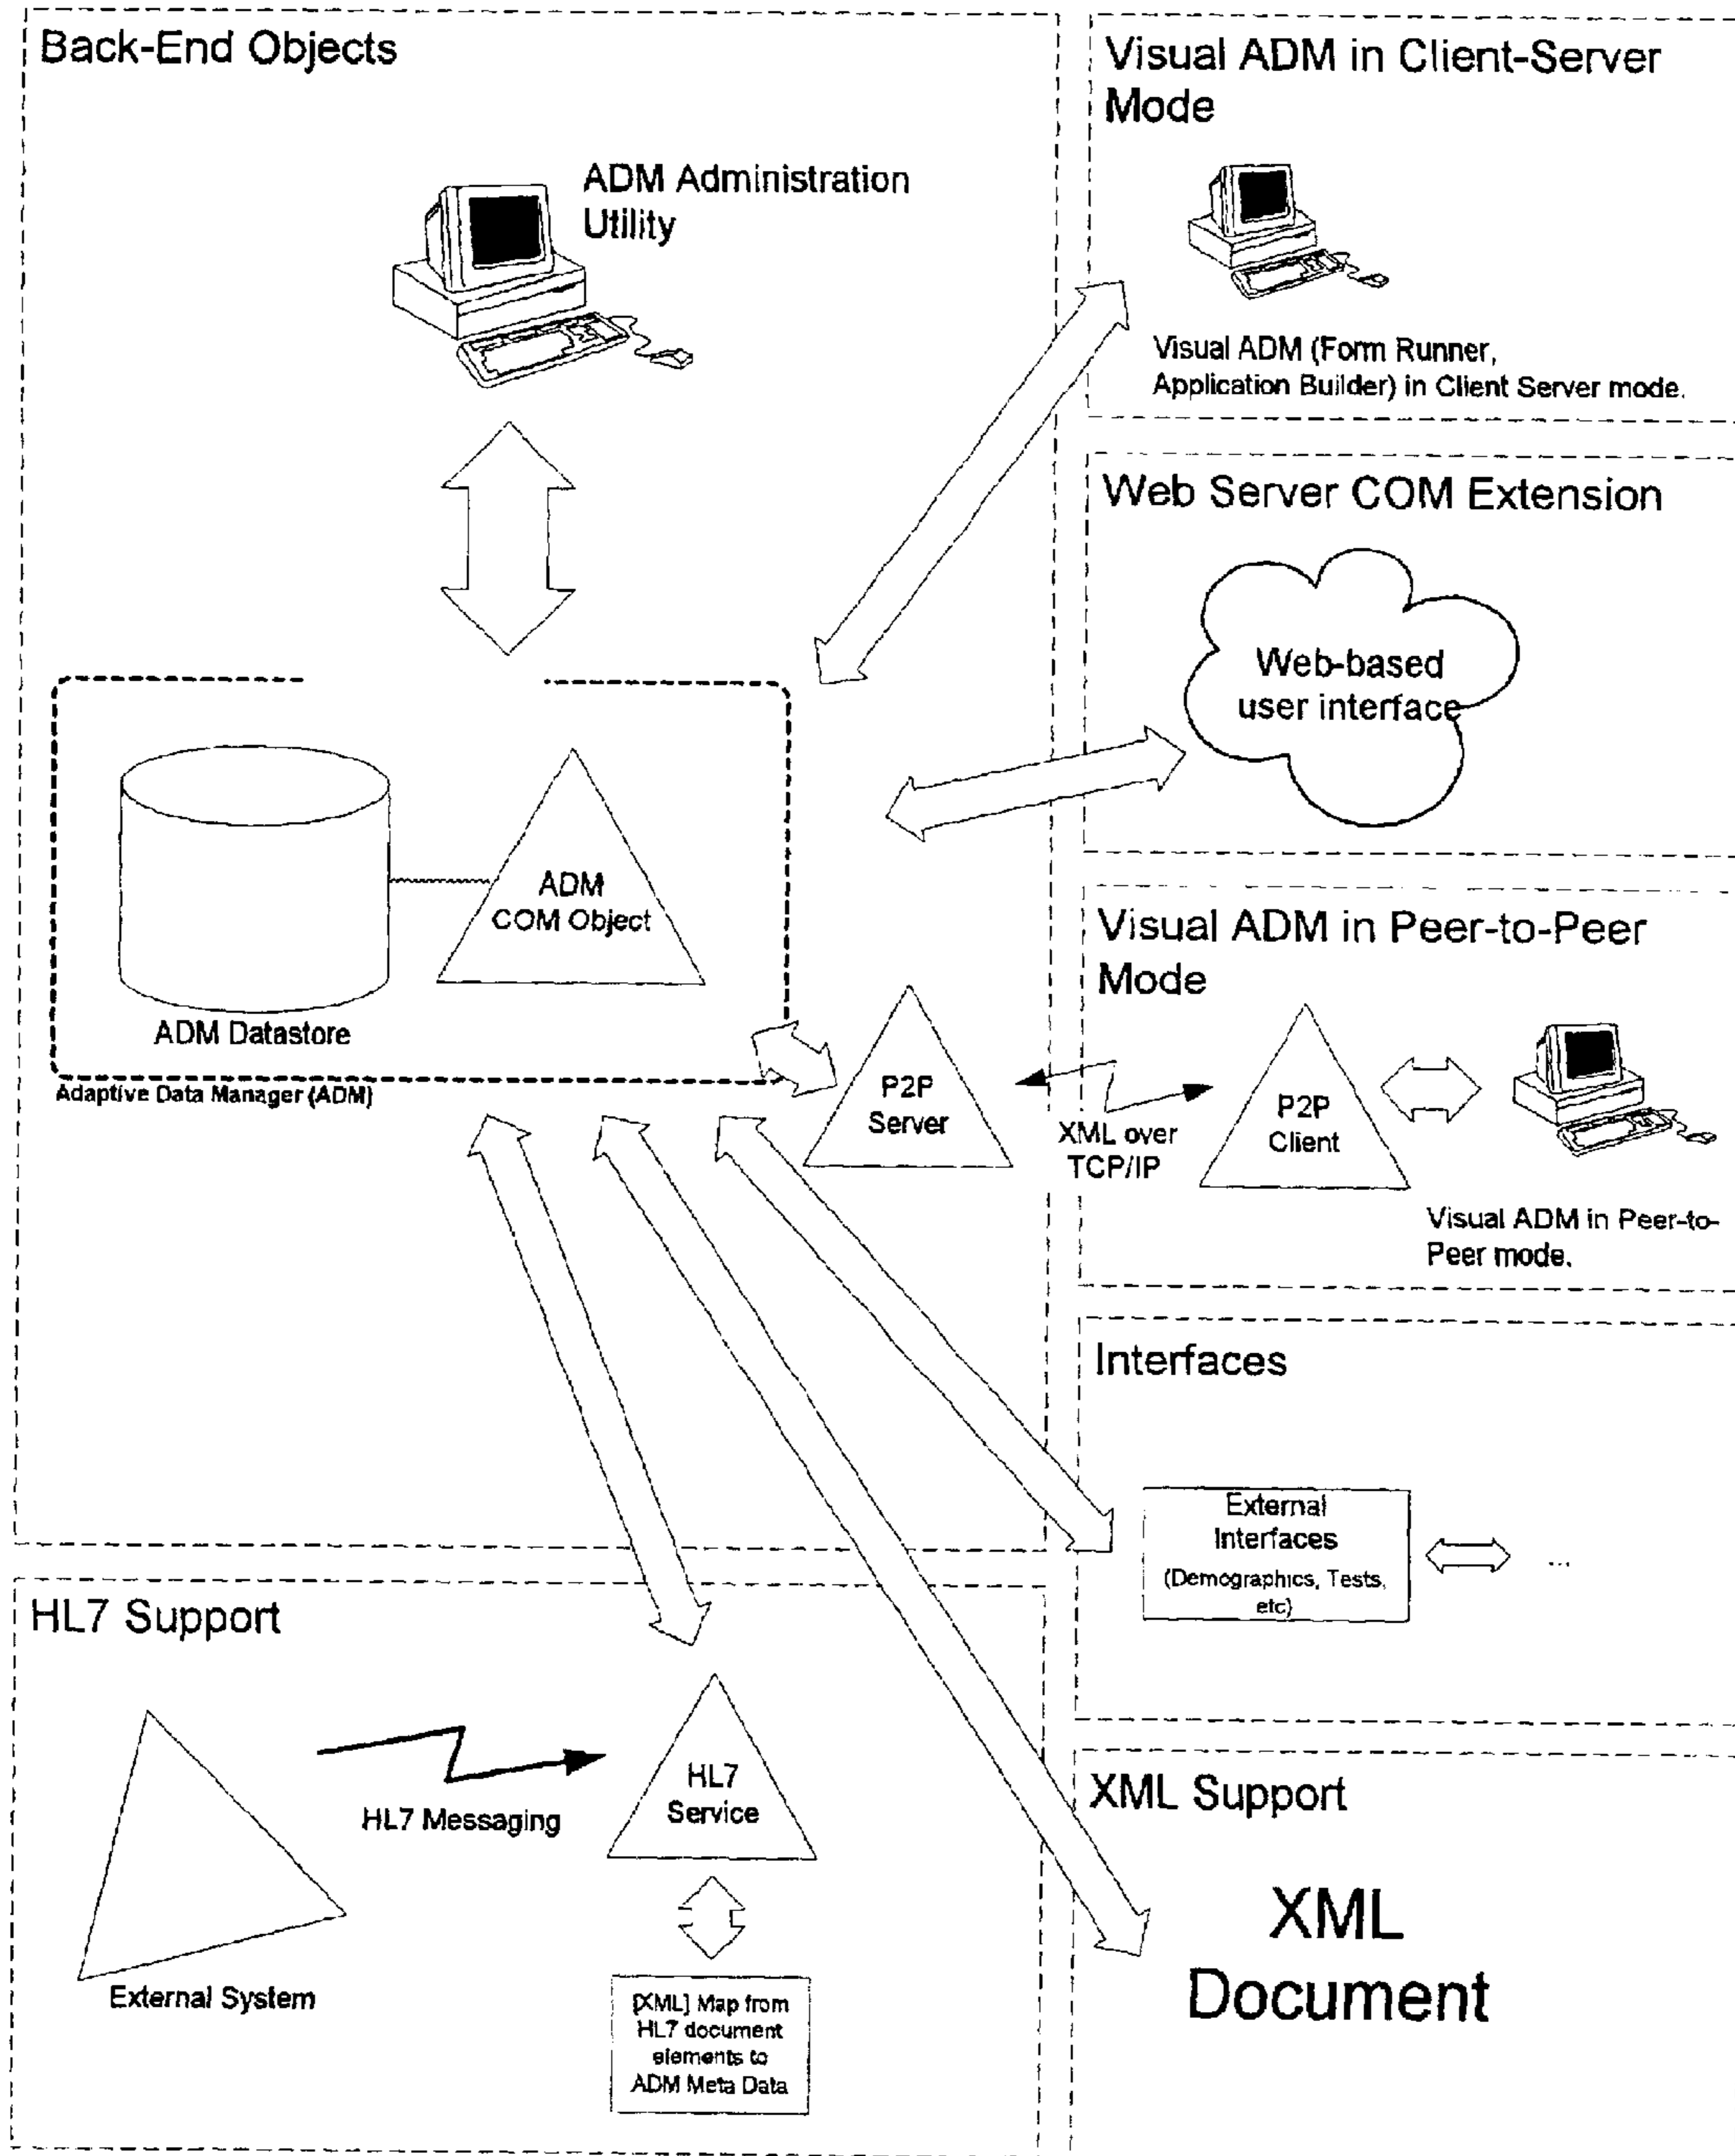 Back-End Objects
ADM Administration
Utility
ADM
COM Object
ADM Datastore
Adaptive Data Manager (ADM)
P2P
Server
Visual ADM in Client-Server
Mode
Visual ADM (Form Runner,
Application Builder) in Client Server mode.
Web Server COM Extension
Web-based
user interface
Visual ADM in Peer-to-Peer
Mode
XML over
TCP/IP
P2P
Client
Visual ADM in Peer-to-
Peer mode.
Interfaces
External
Interfaces
(Demographics, Tests,
etc)
...
HL7 Support
HL7 Messaging
HL7
Service
External System
[XML] Map from
HL7 document
elements to
ADM Meta Data
XML Support
XML
Document